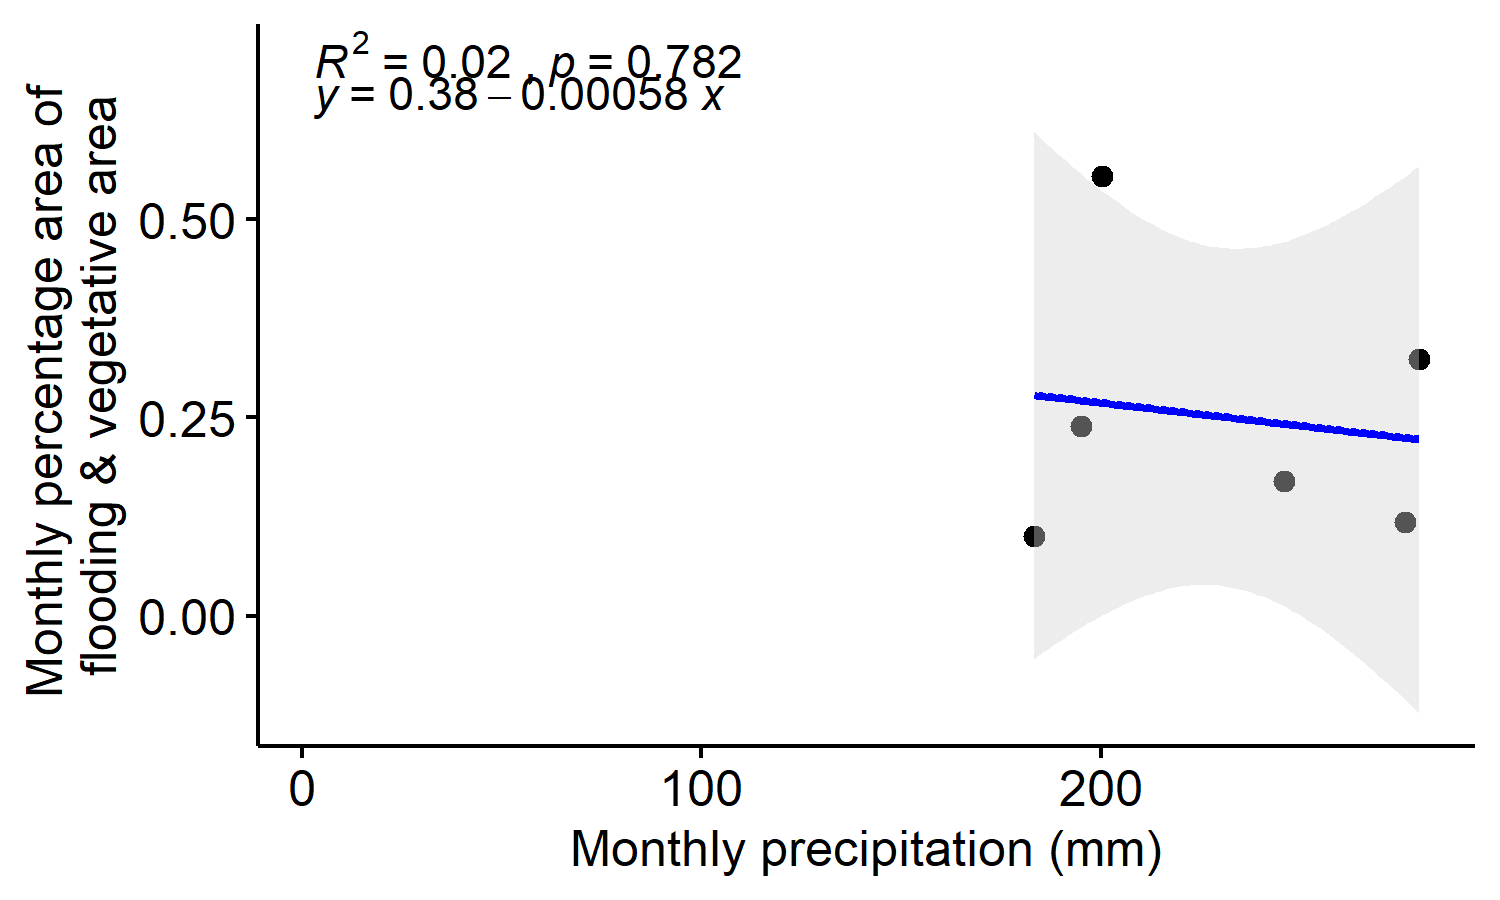 R² = 0.02 , p = 0.782
y = 0.38 – 0.00058 x
Monthly percentage area of
flooding & vegetative area
0.50
0.25
0.00
0 100 200
Monthly precipitation (mm)